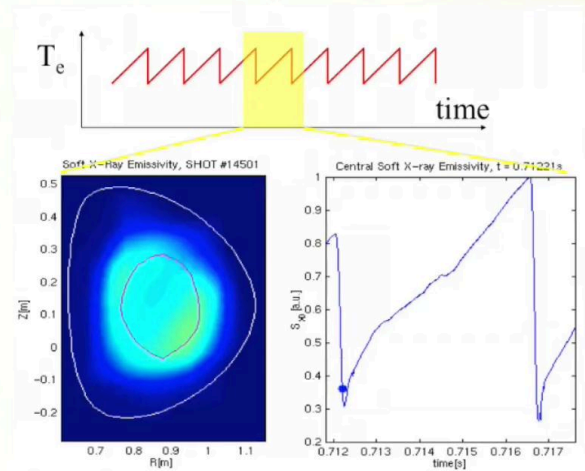 Te
time
Soft X-Ray Emissivity, SHOT #14501
0.5
0.4
0.3
0.2
0.1
0
-0.1
-0.2
Z[m]
0.7 0.8 0.9 1 1.1
R[m]
Central Soft X-ray Emissivity, t = 0.71221s
1
0.9
0.8
0.7
0.6
0.5
0.4
0.3
0.2
SX0 [a.u.]
0.712 0.713 0.714 0.715 0.716 0.717
time[s]